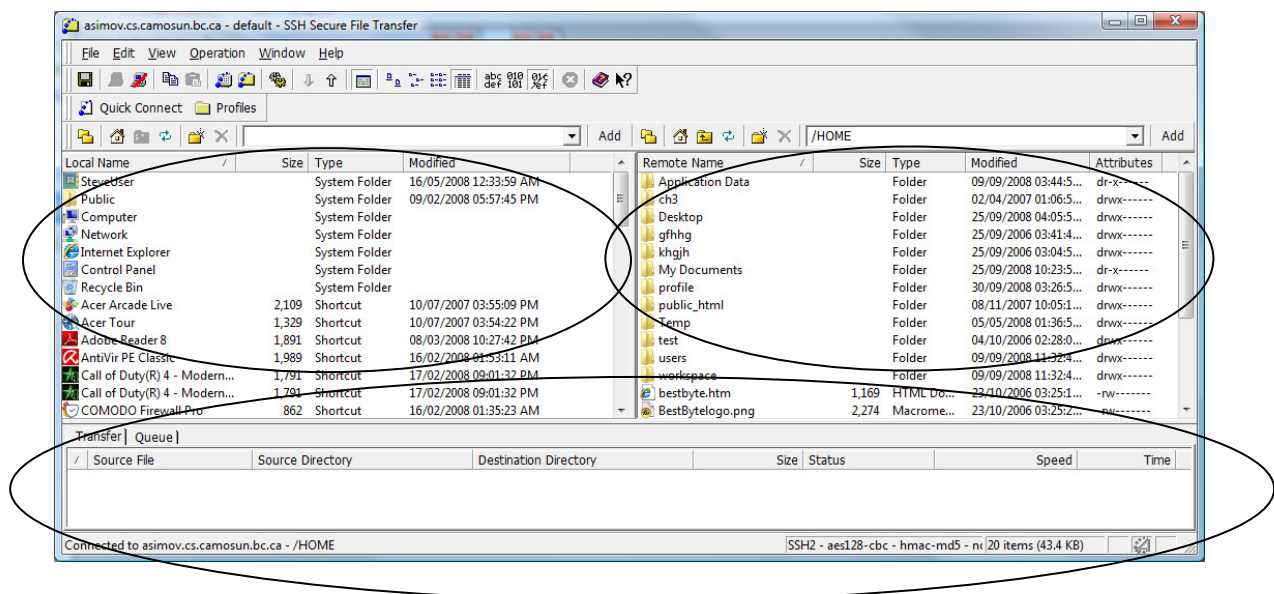 asimov.cs.camosun.bc.ca - default - SSH Secure File Transfer
File Edit View Operation Window Help
abc def 010 101
Quick Connect Profiles
Add /HOME Add
Local Name Size Type Modified
SteveUser System Folder 16/05/2008 12:33:59 AM
Public System Folder 09/02/2008 05:57:45 PM
Computer System Folder
Network System Folder
Internet Explorer System Folder
Control Panel System Folder
Recycle Bin System Folder
Acer Arcade Live 2,109 Shortcut 10/07/2007 03:55:09 PM
Acer Tour 1,329 Shortcut 10/07/2007 03:54:22 PM
Adobe Reader 8 1,891 Shortcut 08/03/2008 10:27:42 PM
AntiVir PE Classic 1,989 Shortcut 16/02/2008 01:53:11 AM
Call of Duty(R) 4 - Modern... 1,791 Shortcut 17/02/2008 09:01:32 PM
Call of Duty(R) 4 - Modern... 1,791 Shortcut 17/02/2008 09:01:32 PM
COMODO Firewall Pro 862 Shortcut 16/02/2008 01:35:23 AM
Remote Name Size Type Modified Attributes
Application Data Folder 09/09/2008 03:44:5... dr-x------
ch3 Folder 02/04/2007 01:06:5... drwx------
Desktop Folder 25/09/2008 04:05:5... drwx------
gfhhg Folder 25/09/2006 03:41:4... drwx------
khgjh Folder 25/09/2006 03:04:5... drwx------
My Documents Folder 25/09/2008 10:23:5... dr-x------
profile Folder 30/09/2008 03:26:5... drwx------
public_html Folder 08/11/2007 10:05:1... drwx------
Temp Folder 05/05/2008 01:36:5... drwx------
test Folder 04/10/2006 02:28:0... drwx------
users Folder 09/09/2008 11:32:4... drwx------
workspace Folder 09/09/2008 11:32:4... drwx------
bestbyte.htm 1,169 HTML Do... 23/10/2006 03:25:1... -rw-------
BestBytelogo.png 2,274 Macrome... 23/10/2006 03:25:2... -rw-------
Transfer Queue
Source File Source Directory Destination Directory Size Status Speed Time
Connected to asimov.cs.camosun.bc.ca - /HOME SSH2 - aes128-cbc - hmac-md5 - 20 items (43.4 KB)